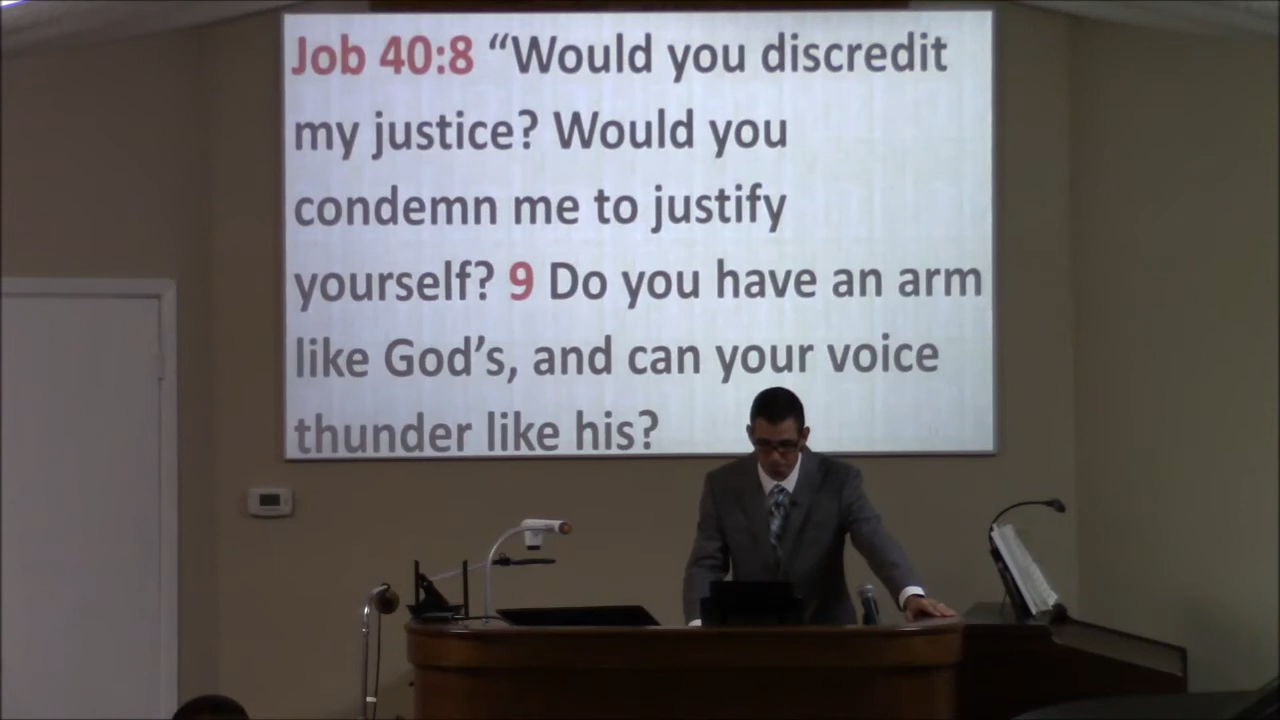 Job 40:8 “Would you discredit
my justice? Would you
condemn me to justify
yourself? 9 Do you have an arm
like God’s, and can your voice
thunder like his?